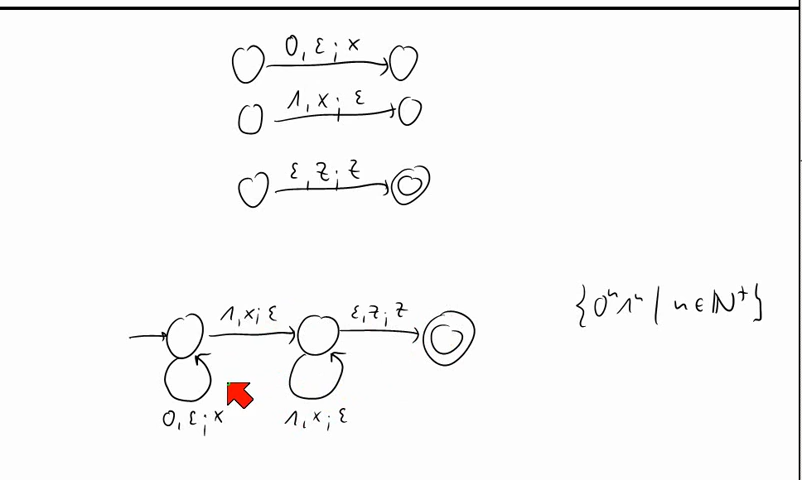 0, ε; x
1, x; ε
ε, Z; Z
1, x; ε
ε, Z; Z
{0ⁿ1ⁿ | n ∈ ℕ⁺}
0, ε; x
1, x; ε